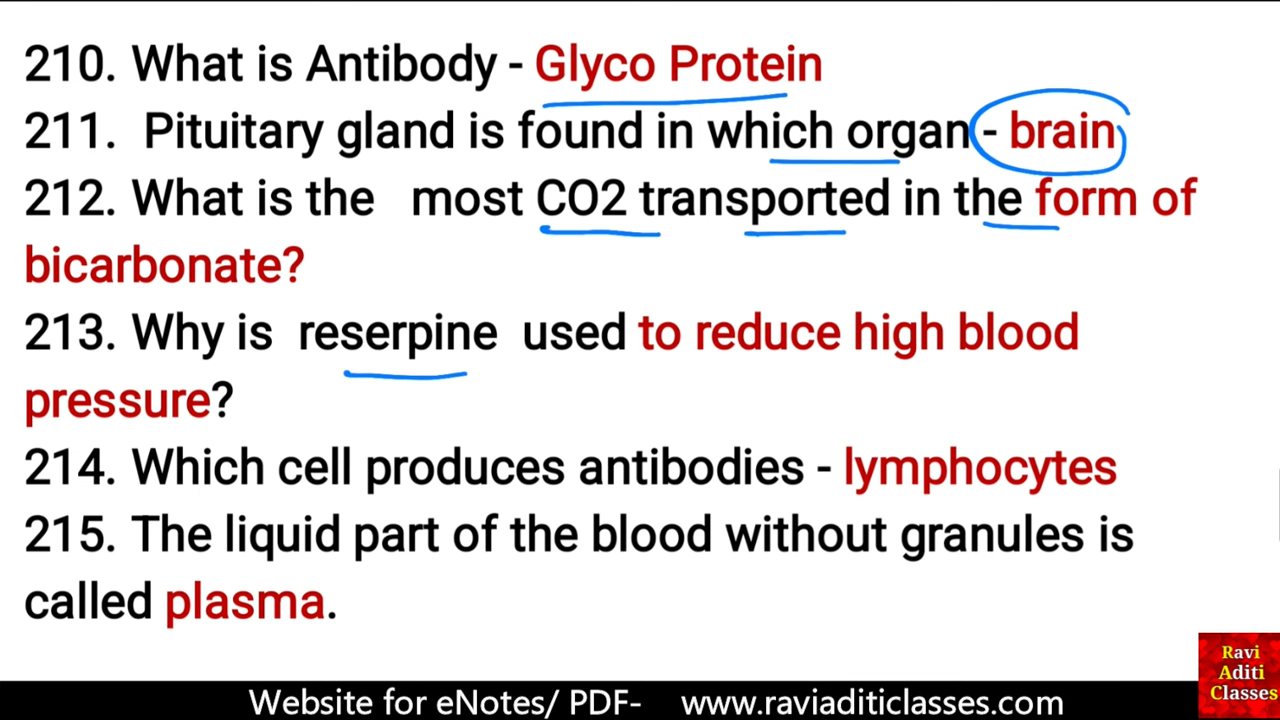 210. What is Antibody - Glyco Protein
211. Pituitary gland is found in which organ - brain
212. What is the most CO2 transported in the form of
bicarbonate?
213. Why is reserpine used to reduce high blood
pressure?
214. Which cell produces antibodies - lymphocytes
215. The liquid part of the blood without granules is
called plasma.
Ravi
Aditi
Classes
Website for eNotes/ PDF- www.raviaditiclasses.com